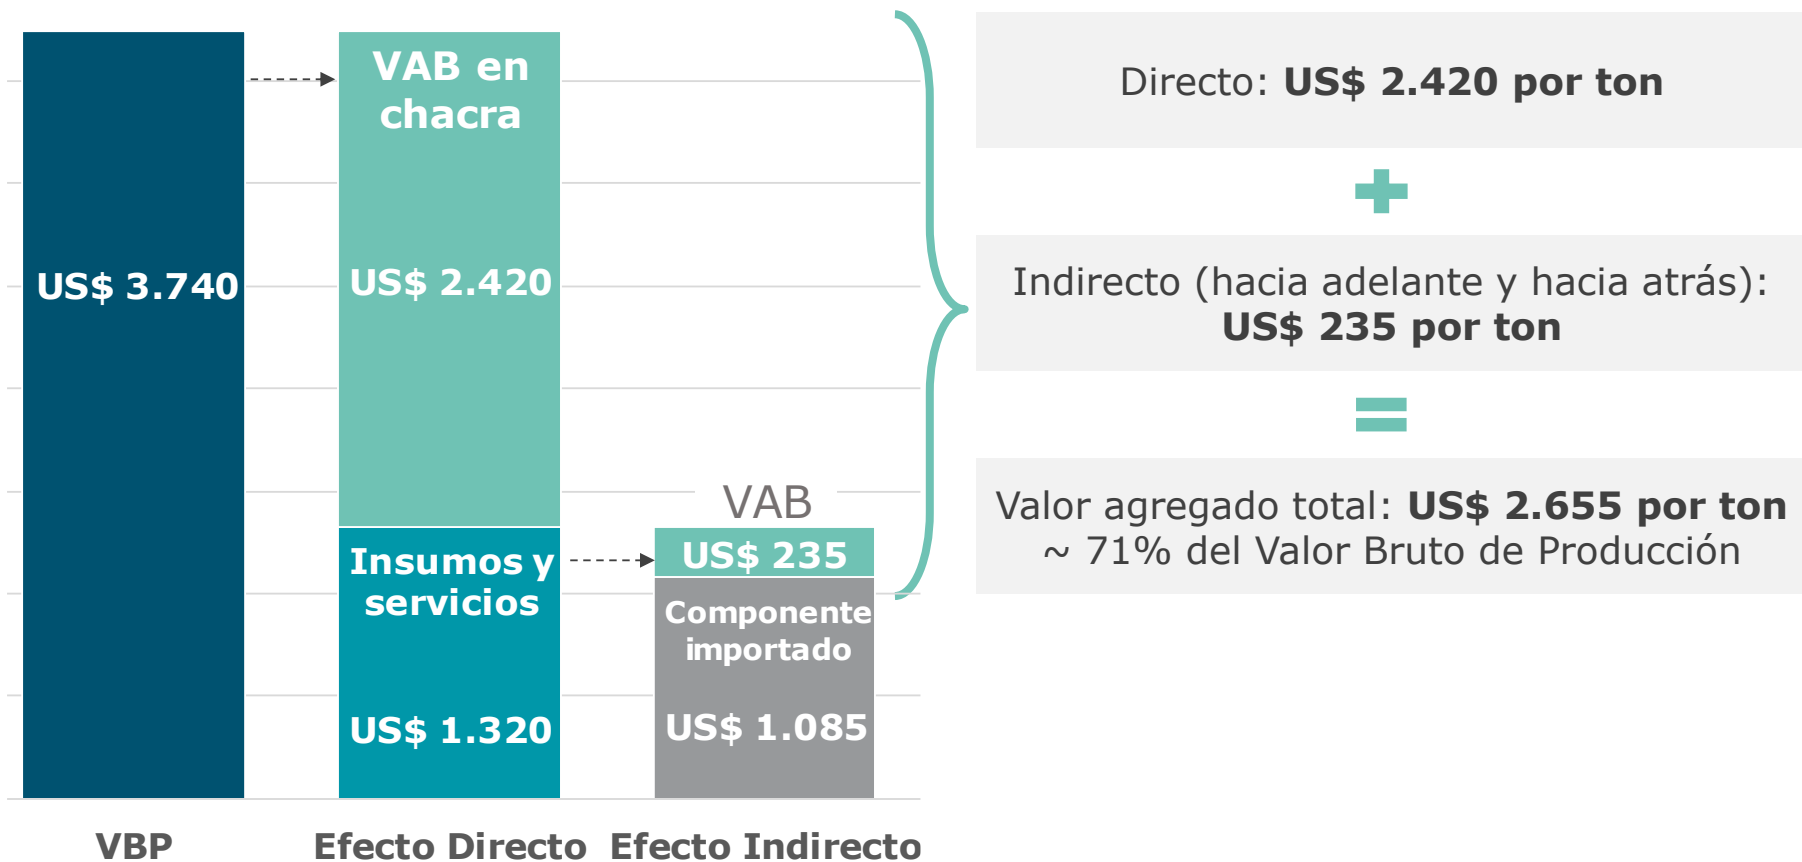 VAB en
chacra
US$ 3.740
US$ 2.420
VAB
Insumos y
servicios
US$ 235
Componente
importado
US$ 1.320
US$ 1.085
VBP
Efecto Directo
Efecto Indirecto
Directo: US$ 2.420 por ton
Indirecto (hacia adelante y hacia atrás):
US$ 235 por ton
Valor agregado total: US$ 2.655 por ton
~ 71% del Valor Bruto de Producción